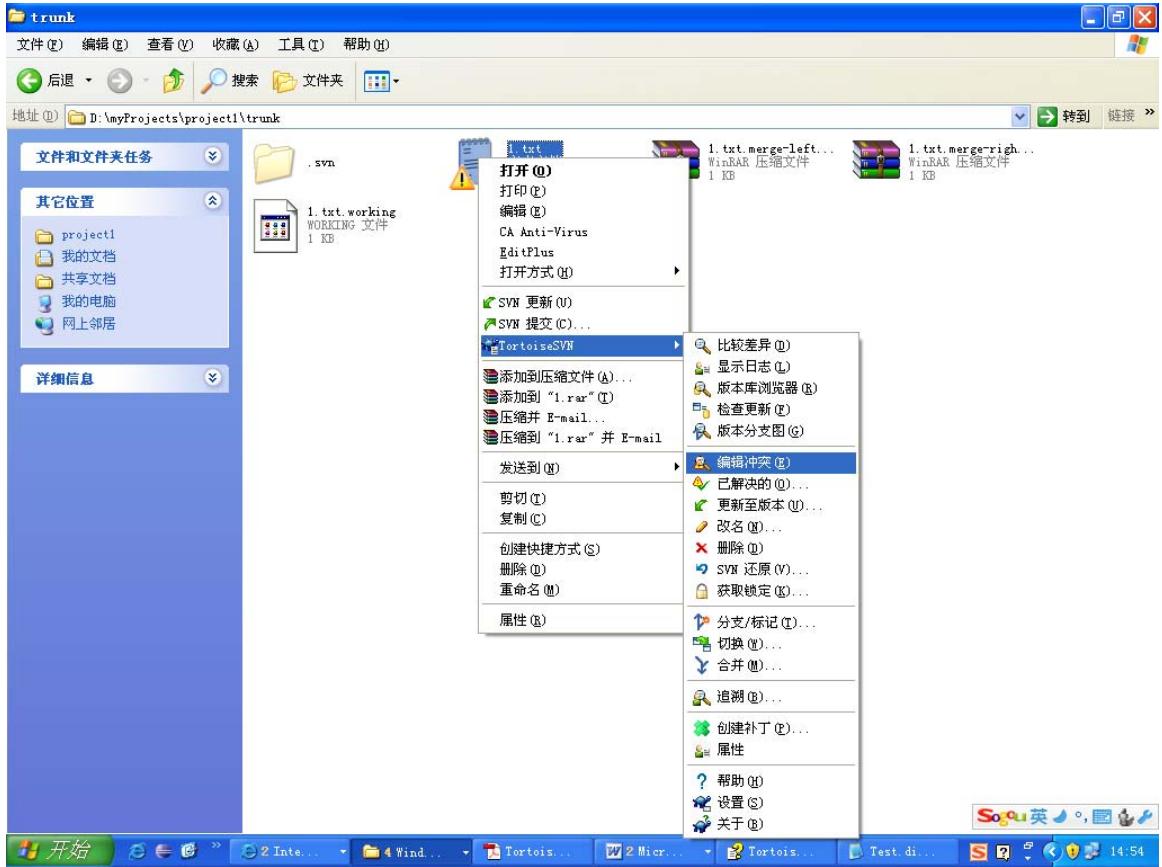 trunk
文件(F) 编辑(E) 查看(V) 收藏(A) 工具(T) 帮助(H)
后退 搜索 文件夹
地址(D) D:\myProjects\project1\trunk 转到 链接 »
文件和文件夹任务
其它位置
project1
我的文档
共享文档
我的电脑
网上邻居
详细信息
.svn
1.txt
1.txt.merge-left...
WinRAR 压缩文件
1 KB
1.txt.merge-righ...
WinRAR 压缩文件
1 KB
1.txt.working
WORKING 文件
1 KB
打开(O)
打印(P)
编辑(E)
CA Anti-Virus
EditPlus
打开方式(H)
SVN 更新(U)
SVN 提交(C)...
TortoiseSVN
添加到压缩文件(A)...
添加到 "1.rar"(T)
压缩并 E-mail...
压缩到 "1.rar" 并 E-mail
发送到(N)
剪切(T)
复制(C)
创建快捷方式(S)
删除(D)
重命名(M)
属性(R)
比较差异(D)
显示日志(L)
版本库浏览器(R)
检查更新(F)
版本分支图(G)
编辑冲突(E)
已解决的(O)...
更新至版本(U)...
改名(N)...
删除(D)
SVN 还原(V)...
获取锁定(K)...
分支/标记(T)...
切换(W)...
合并(M)...
追溯(B)...
创建补丁(P)...
属性
帮助(H)
设置(S)
关于(B)
Sogou 英
开始 » 2 Inte... 4 Wind... Tortois... 2 Micr... Tortois... Test.di... 14:54